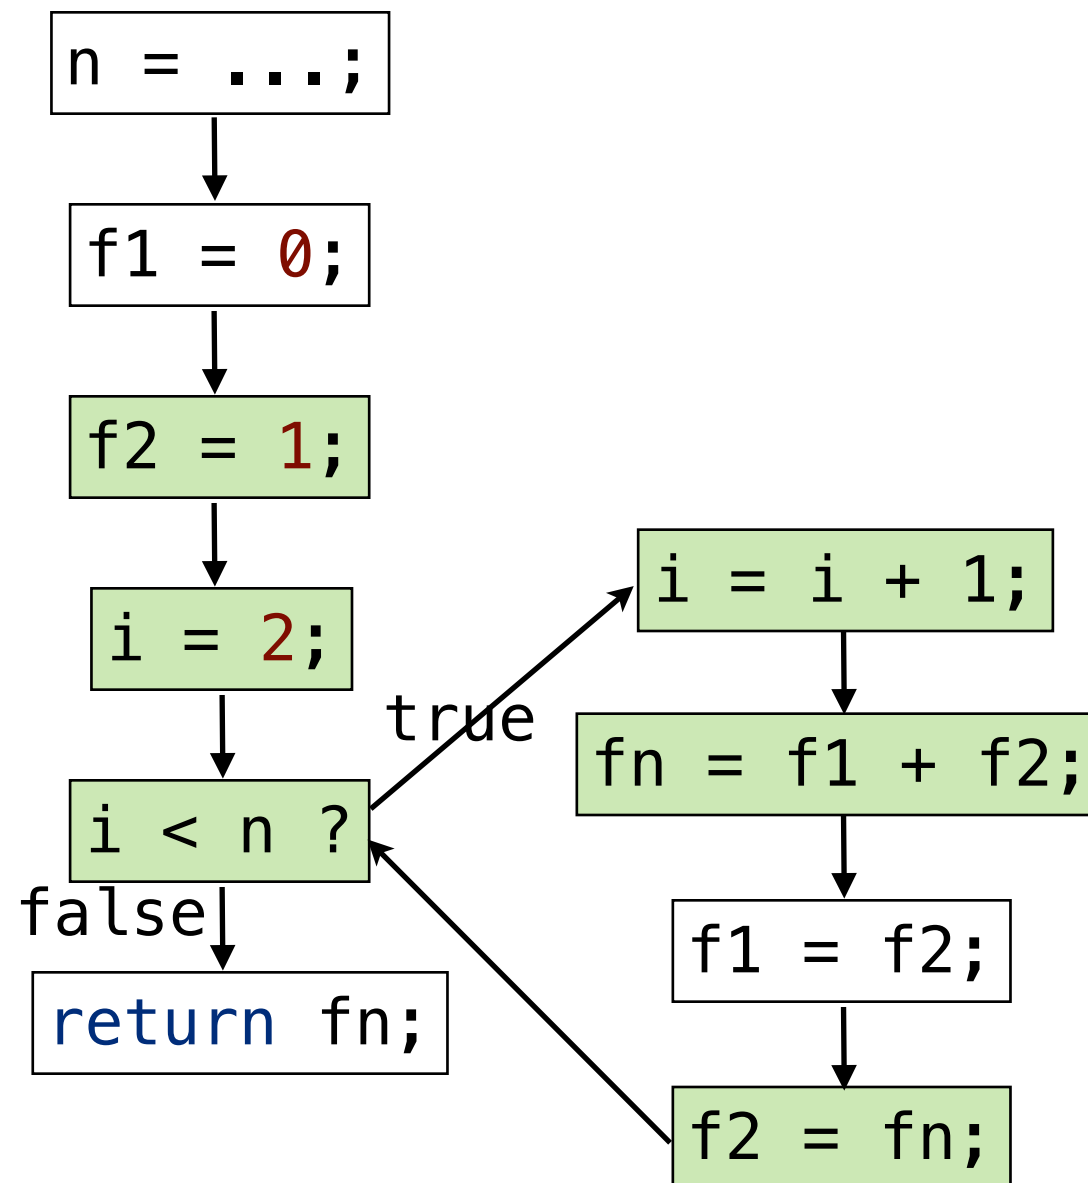 n = ...;
f1 = 0;
f2 = 1;
i = 2;
true
i < n ?
false
return fn;
i = i + 1;
fn = f1 + f2;
f1 = f2;
f2 = fn;